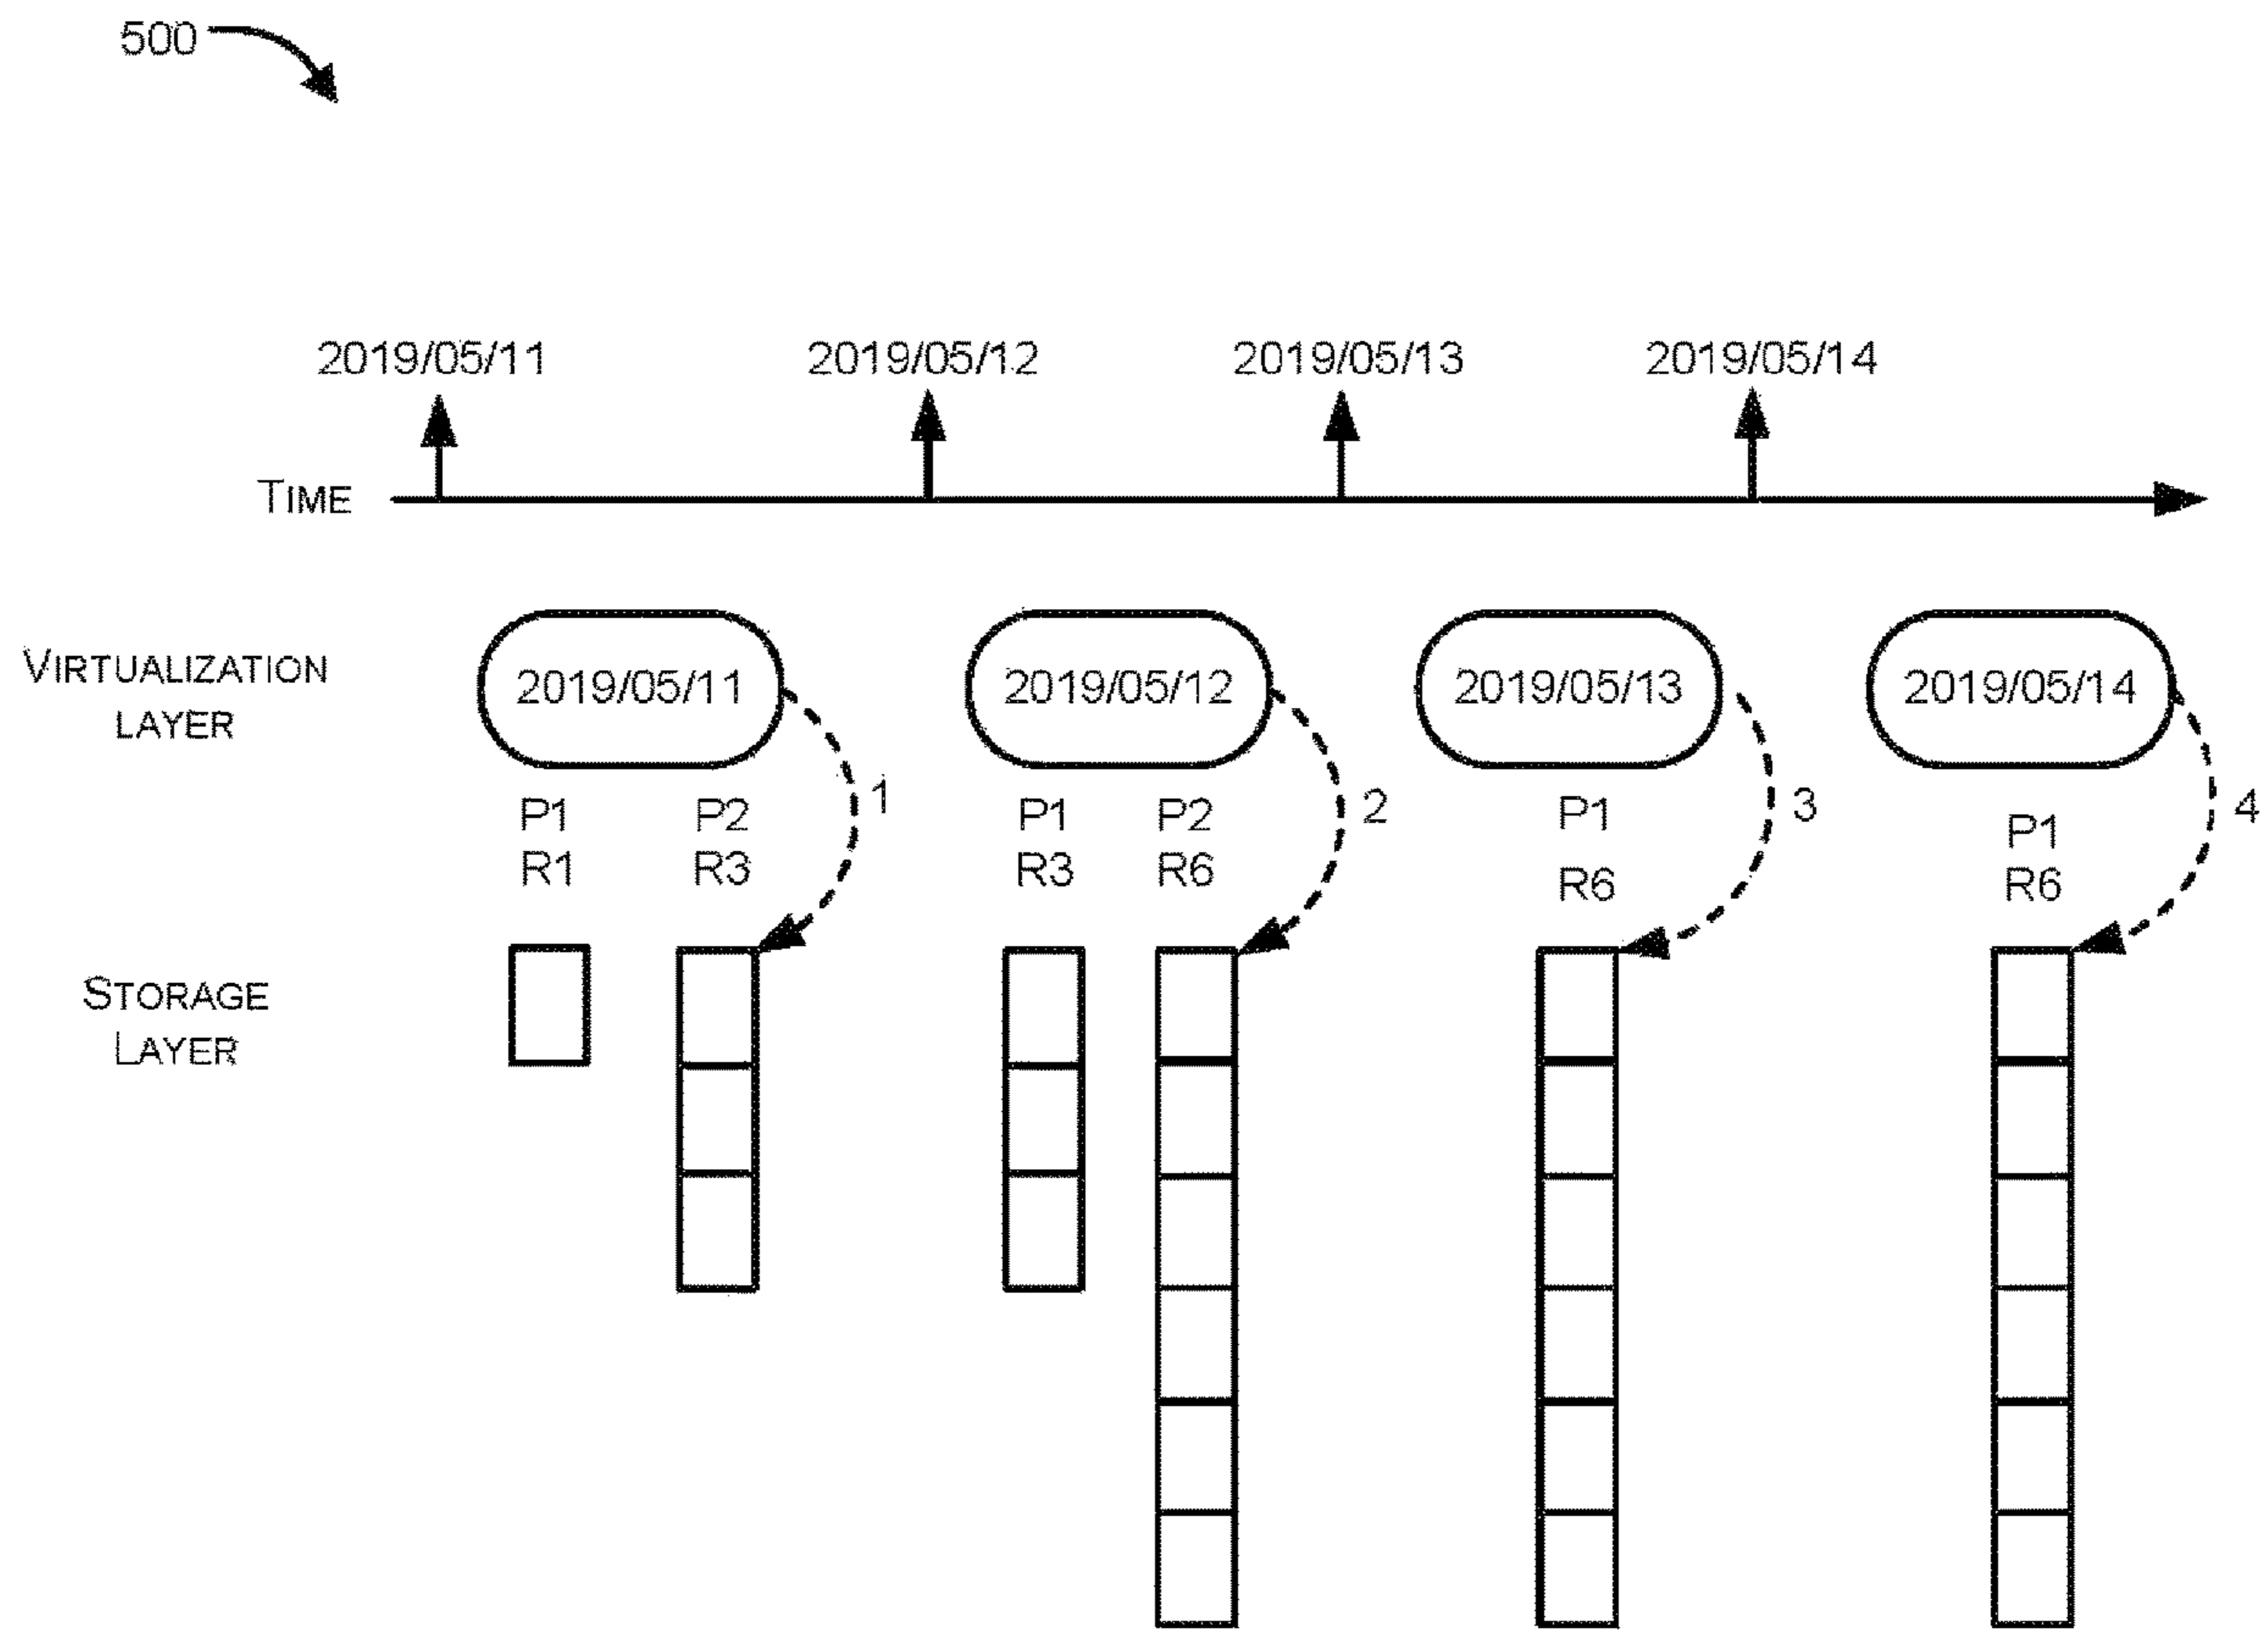 500
2019/05/11 2019/05/12 2019/05/13 2019/05/14
TIME
VIRTUALIZATION
LAYER
2019/05/11 2019/05/12 2019/05/13 2019/05/14
1 2 3 4
P1 P2 P1 P2 P1 P1
R1 R3 R3 R6 R6 R6
STORAGE
LAYER